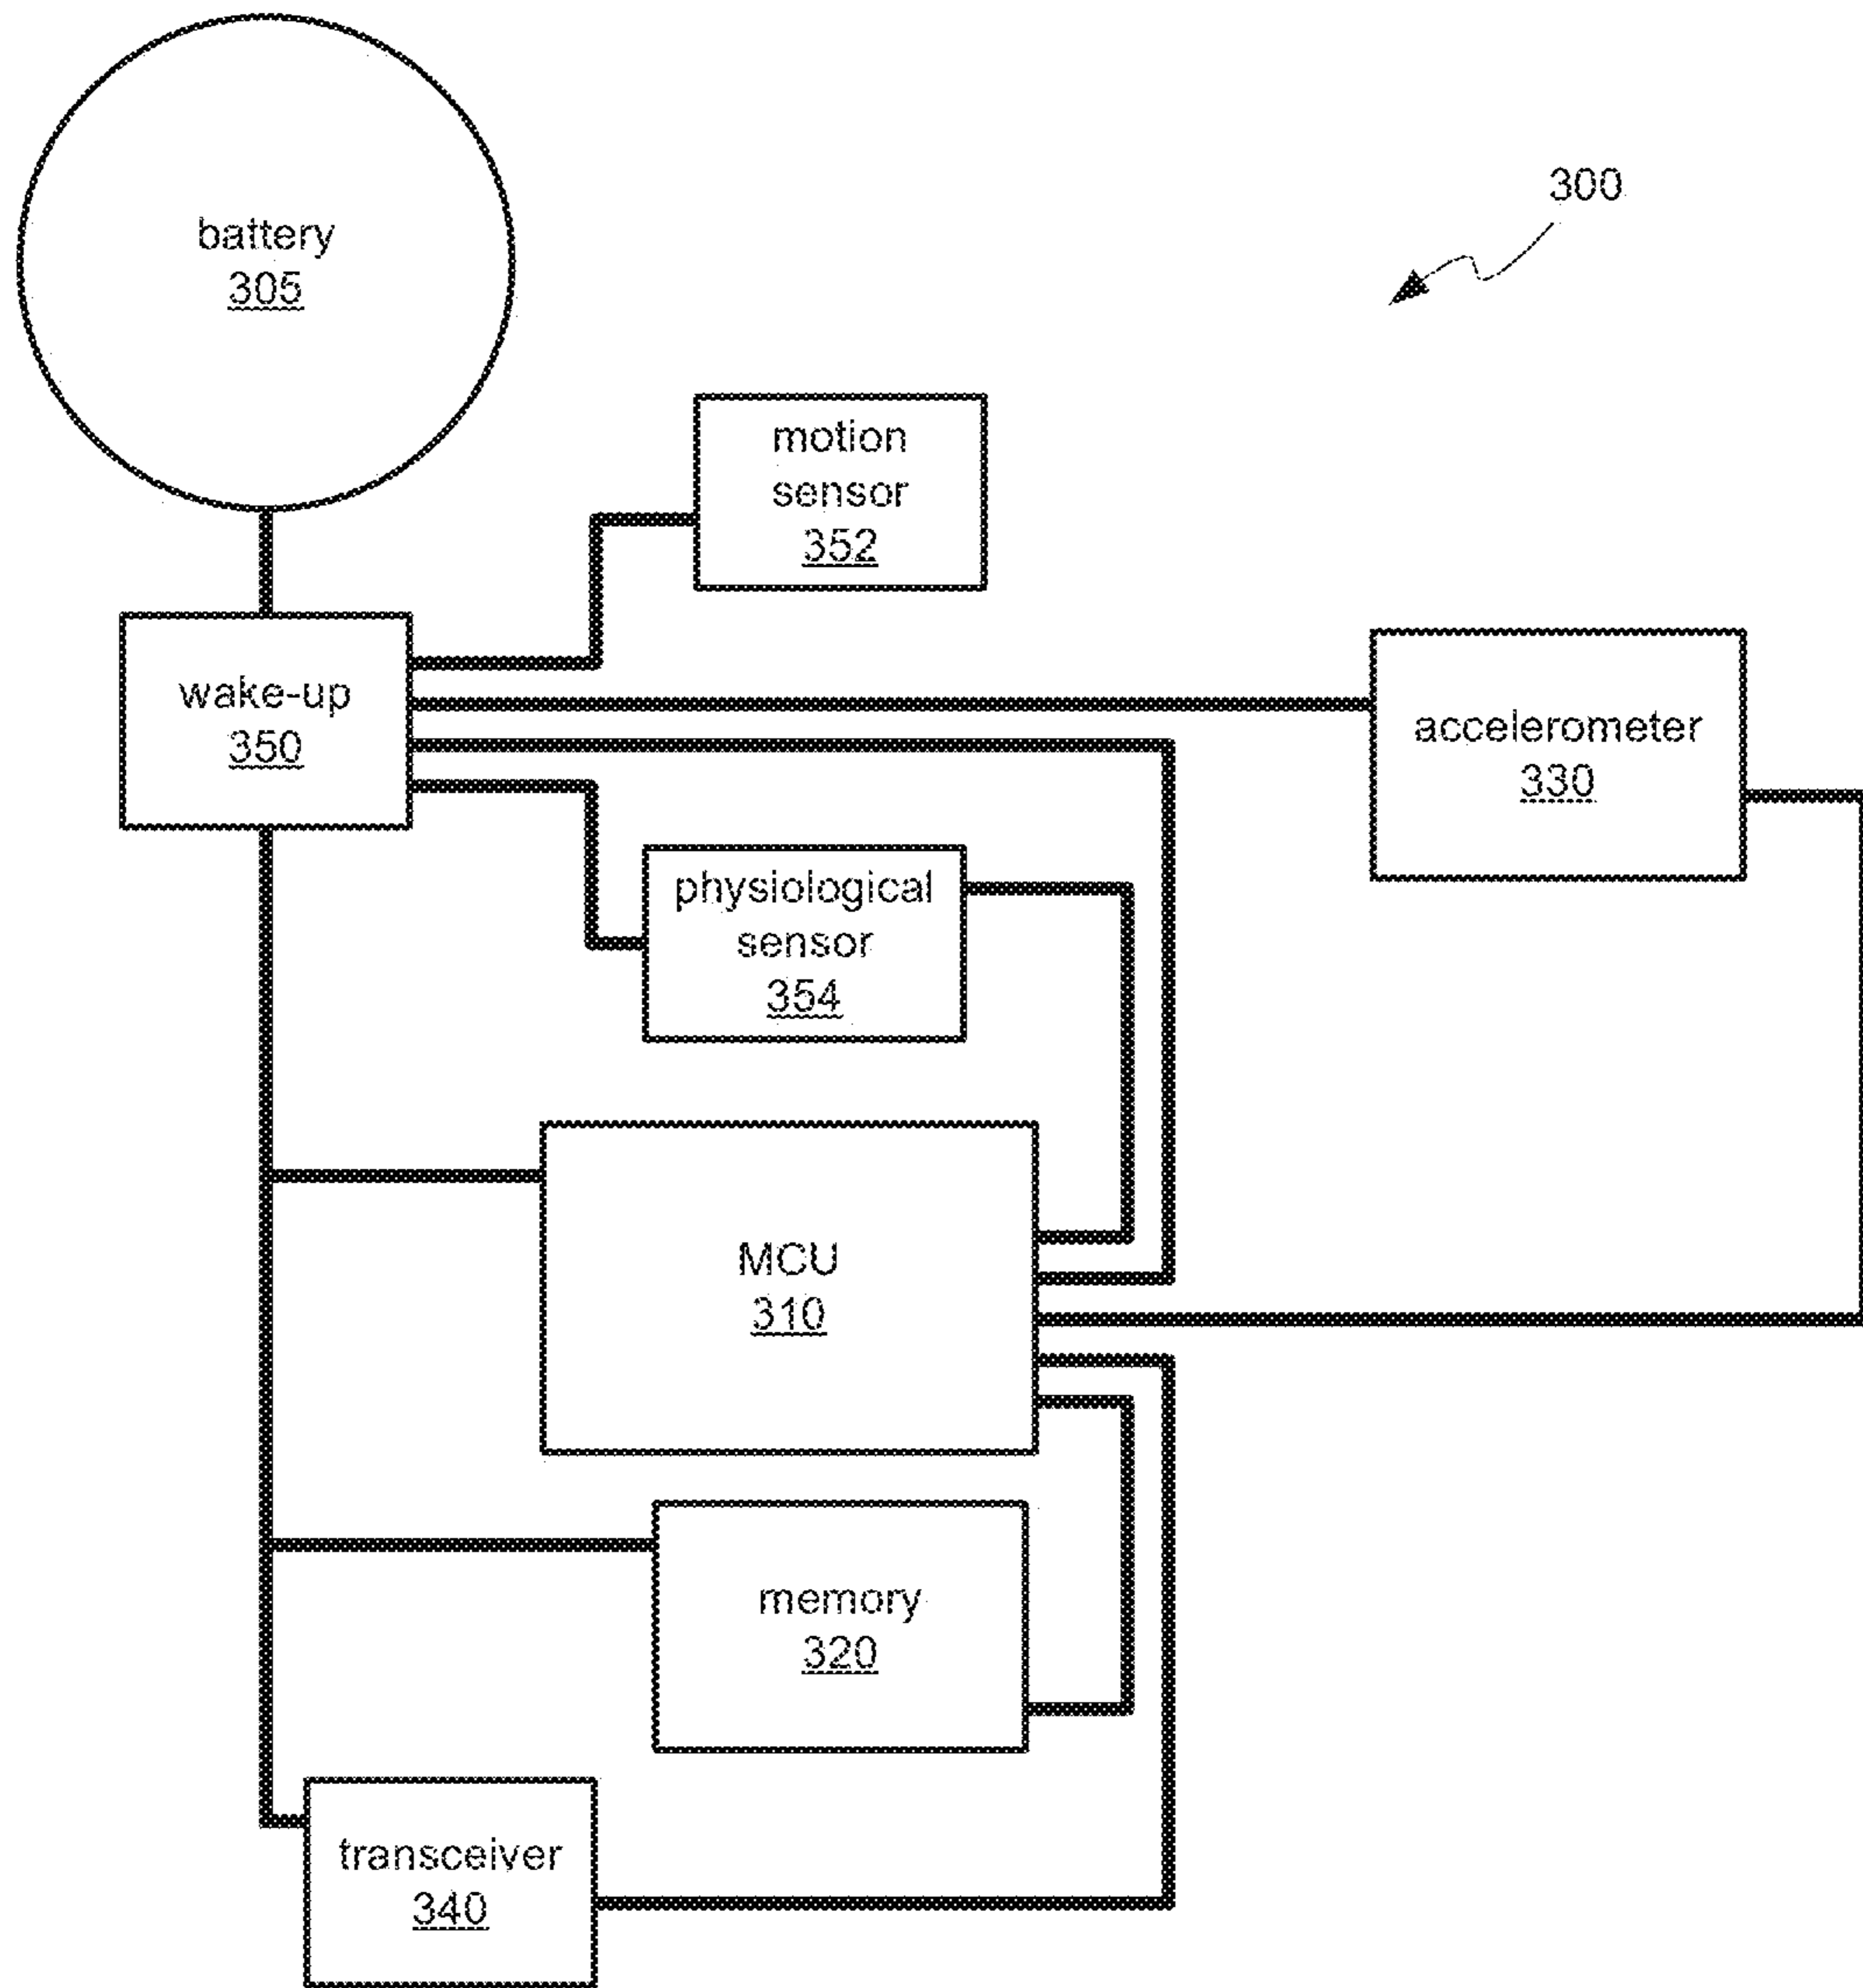 battery
305
300
motion
sensor
352
wake-up
350
accelerometer
330
physiological
sensor
354
MCU
310
memory
320
transceiver
340